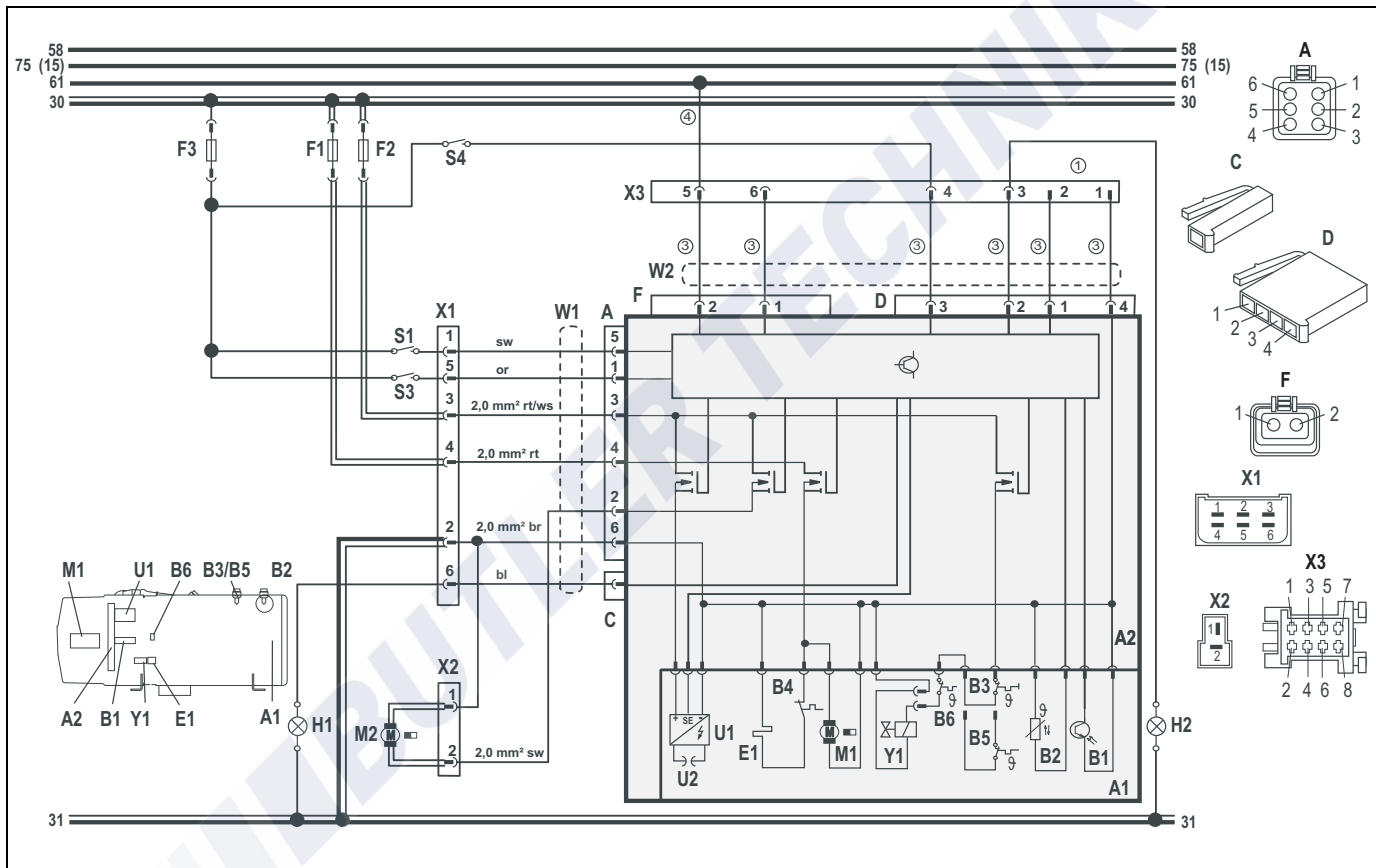 58 58
75 (15) 75 (15)
61 61
30 30
F3 F1 F2 S4 ④ ①
X3 5 6 4 3 2 1
③ ③ ③ ③ ③ ③
W2
F 2 1 D 3 2 1 4
X1 W1 A
S1 1 sw 5
S3 5 or 1
3 2,0 mm² rt/ws 3
4 2,0 mm² rt 4
2
2 2,0 mm² br 6
6 bl
C
A2
X2
1
M2 M
2 2,0 mm² sw
H1
H2
+ SE -
U1
U2
E1
B4
M
M1
Y1
B6
ϑ
B3
ϑ
B5
ϑ
ϑ
B2
B1
A1
31 31
M1 U1 B6 B3/B5 B2
A2 B1 Y1 E1 A1
A
6 1
5 2
4 3
C
D
1
2
3
4
F
1 2
X1
1 2 3
4 5 6
X2
1
2
X3
1 3 5 7
2 4 6 8
BUTLER TECHNIK
BUTLER TECHNIK